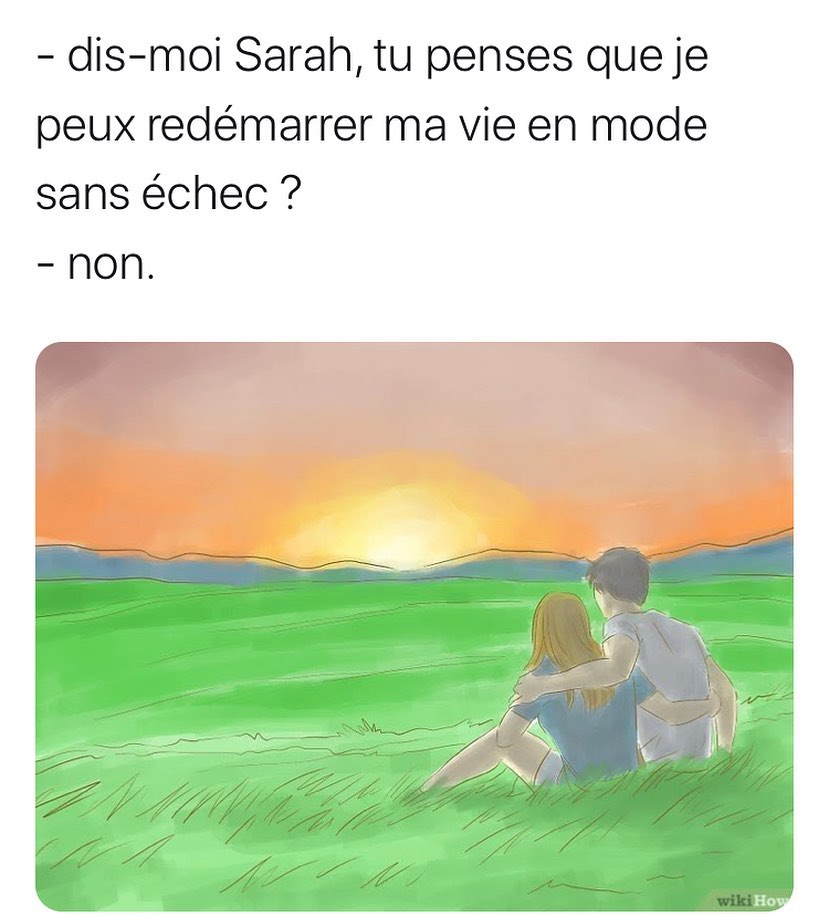 - dis-moi Sarah, tu penses que je
peux redémarrer ma vie en mode
sans échec ?
- non.
wikiHow